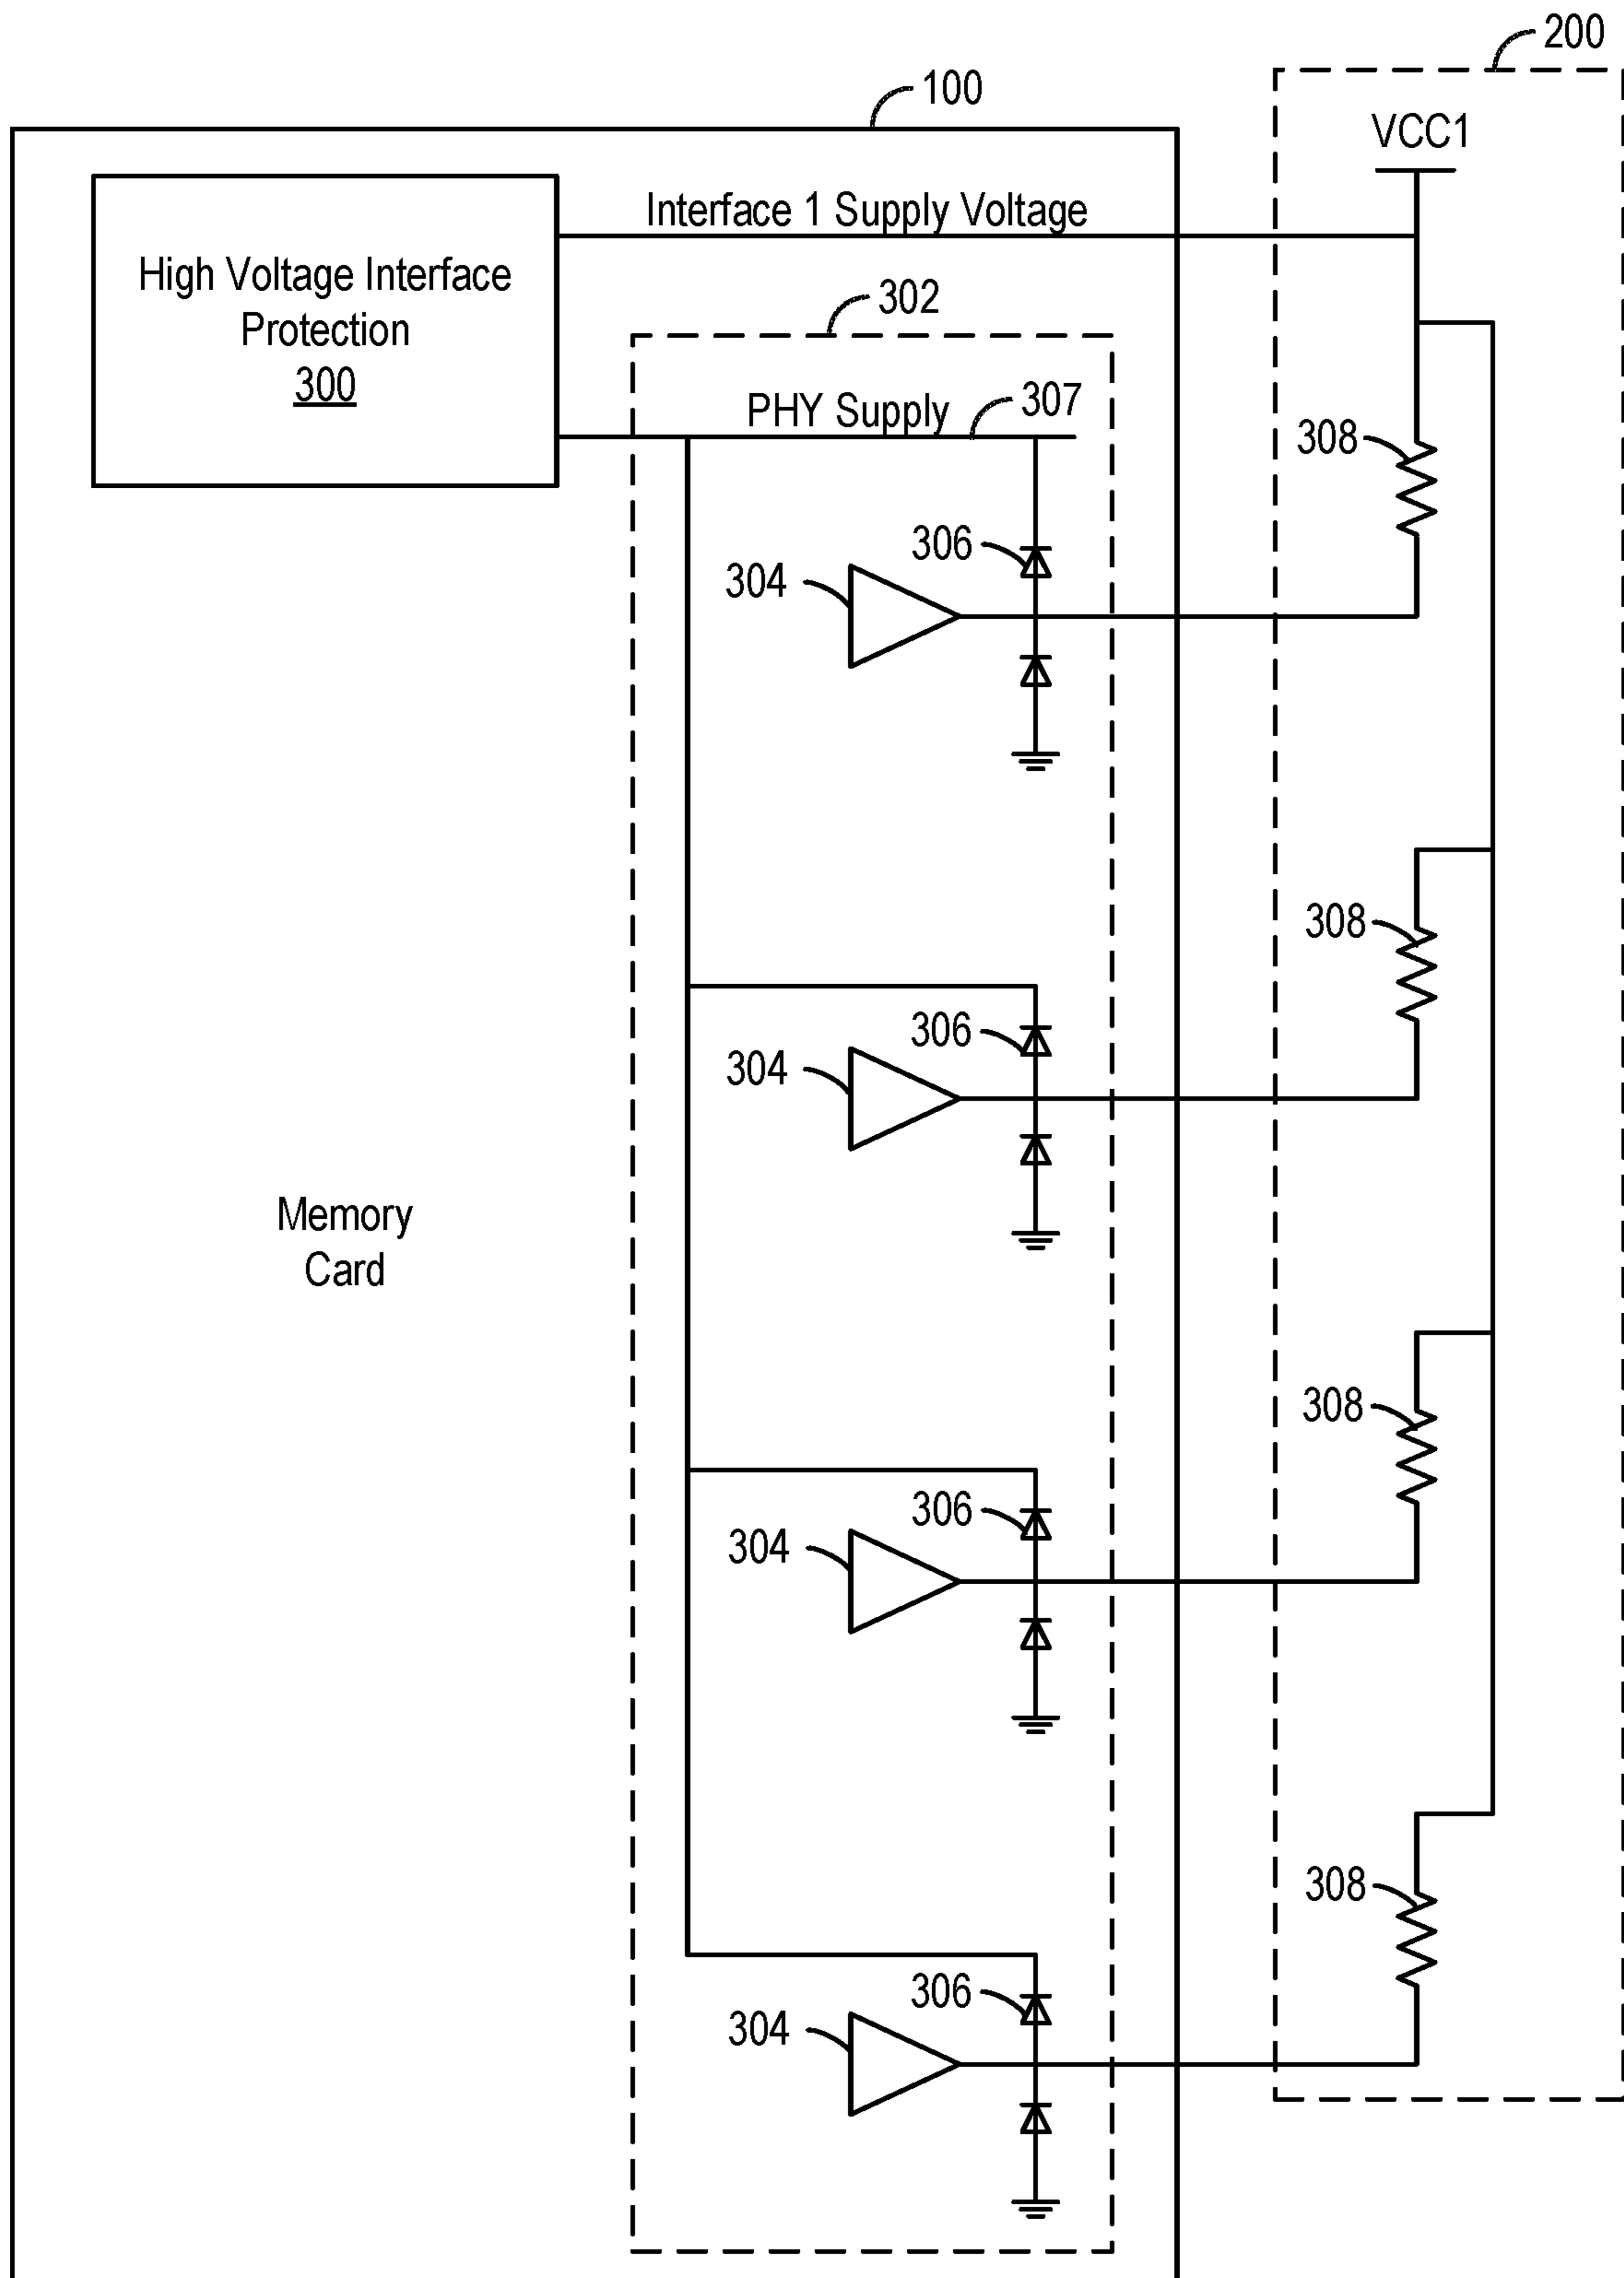 200
100
VCC1
Interface 1 Supply Voltage
High Voltage Interface
Protection
300
302
PHY Supply
307
308
306
304
308
306
304
Memory
Card
308
306
304
308
306
304